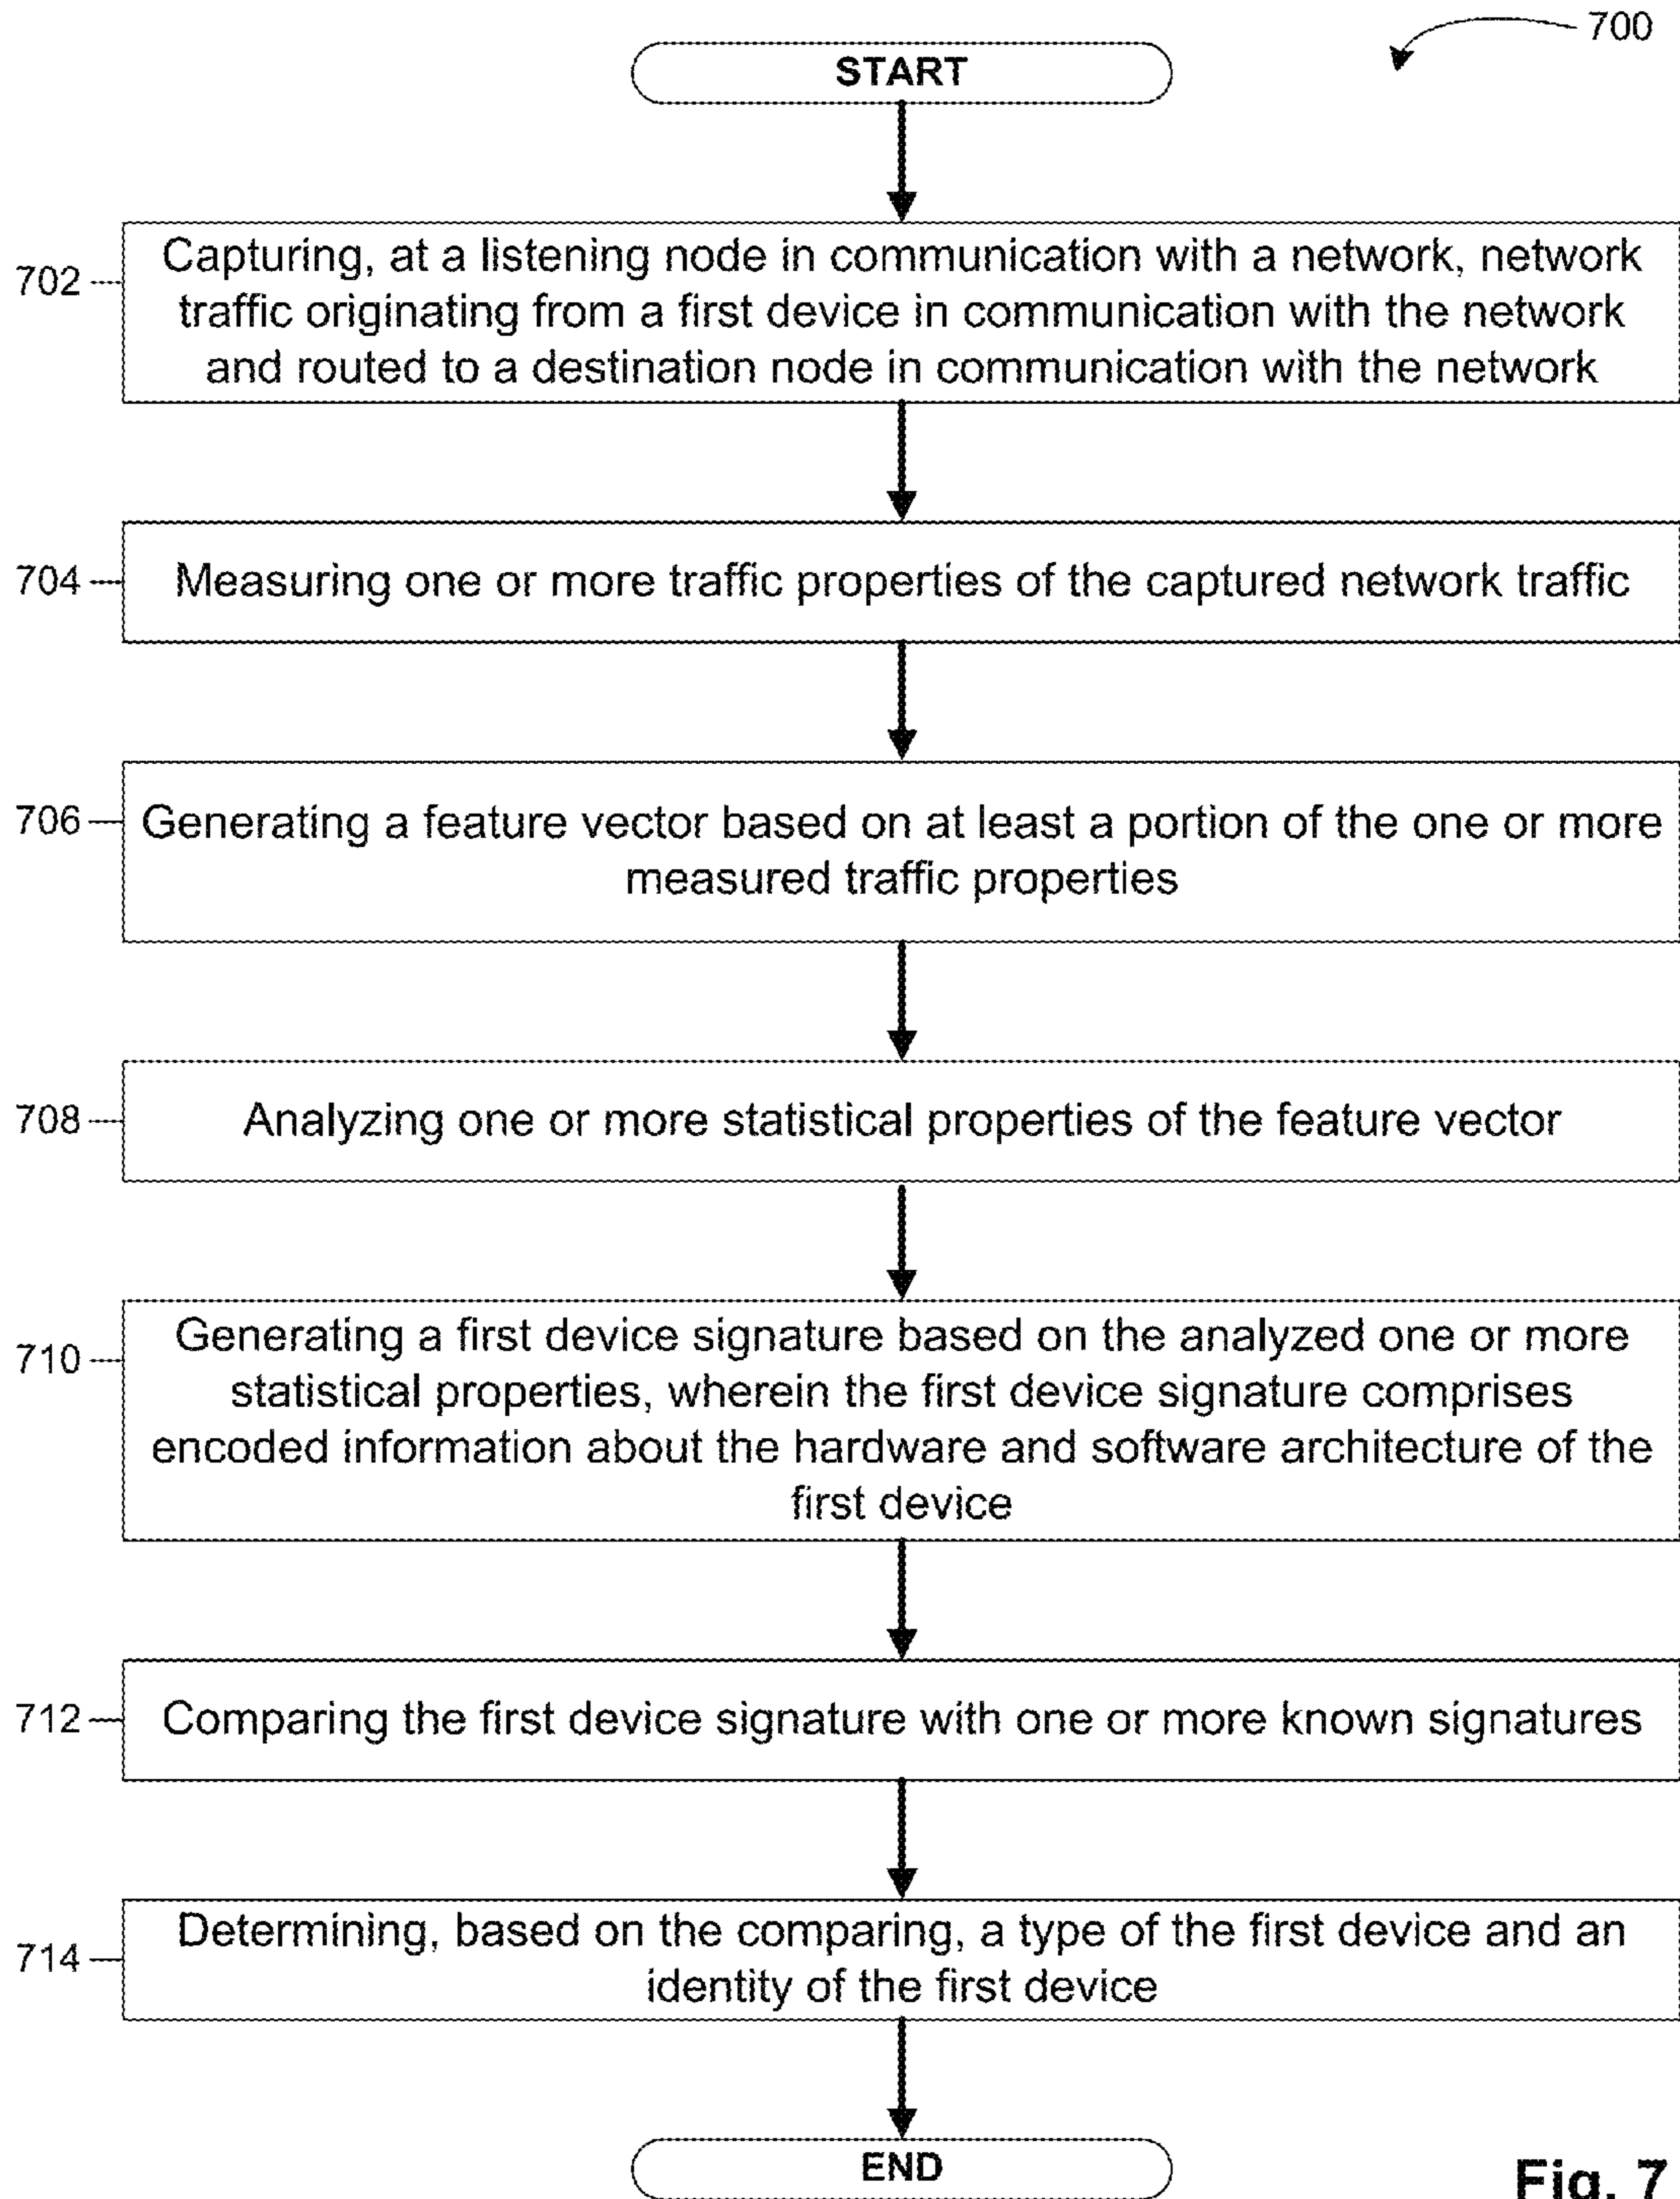 700
START
702
Capturing, at a listening node in communication with a network, network
traffic originating from a first device in communication with the network
and routed to a destination node in communication with the network
704
Measuring one or more traffic properties of the captured network traffic
706
Generating a feature vector based on at least a portion of the one or more
measured traffic properties
708
Analyzing one or more statistical properties of the feature vector
710
Generating a first device signature based on the analyzed one or more
statistical properties, wherein the first device signature comprises
encoded information about the hardware and software architecture of the
first device
712
Comparing the first device signature with one or more known signatures
714
Determining, based on the comparing, a type of the first device and an
identity of the first device
END
Fig. 7